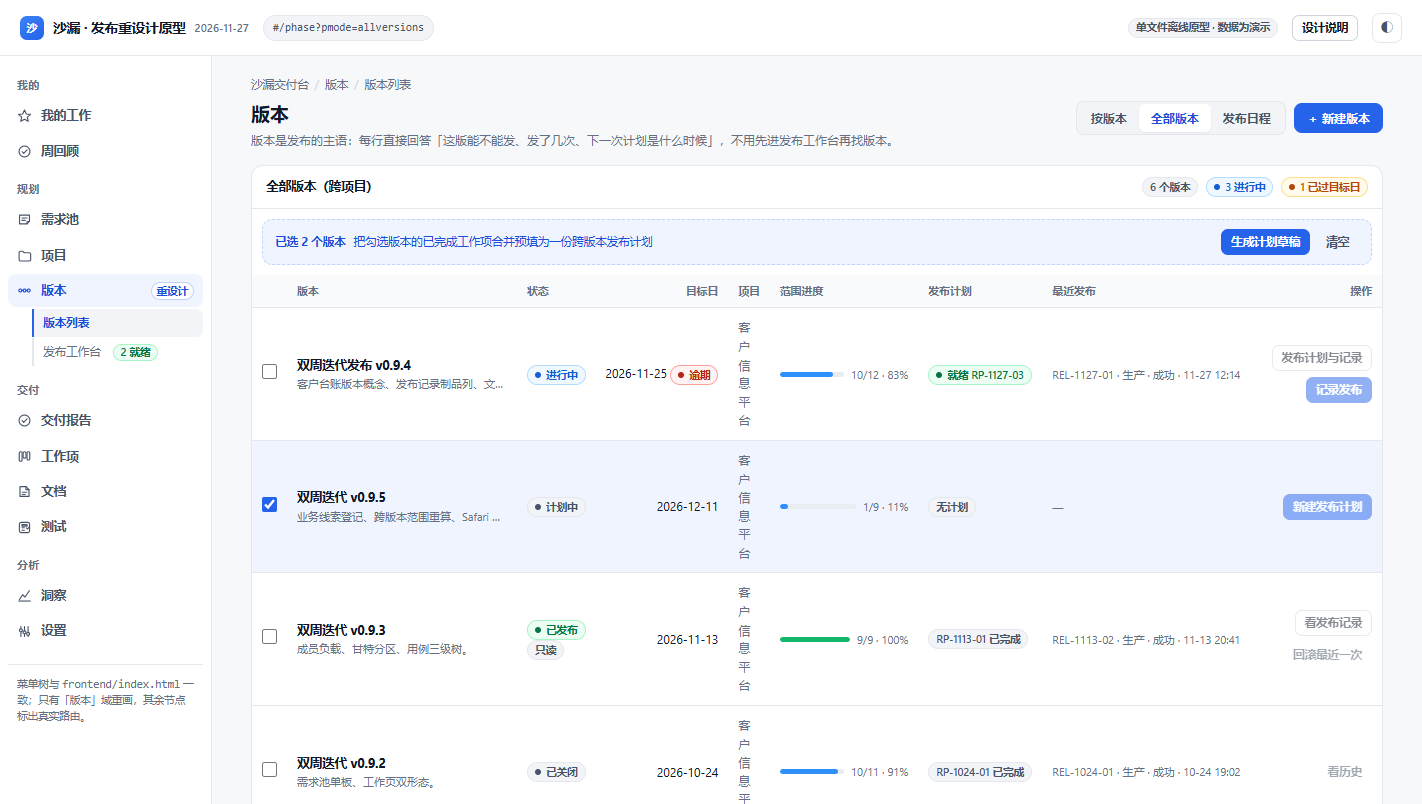 沙 沙漏 · 发布重设计原型 2026-11-27 #/phase?pmode=allversions 单文件离线原型 · 数据为演示 设计说明
我的
我的工作
周回顾
规划
需求池
项目
版本 重设计
版本列表
发布工作台 2 就绪
交付
交付报告
工作项
文档
测试
分析
洞察
设置
菜单树与 frontend/index.html 一
致；只有「版本」域重画，其余节点
标出真实路由。
沙漏交付台 / 版本 / 版本列表
版本
版本是发布的主语：每行直接回答「这版能不能发、发了几次、下一次计划是什么时候」，不用先进发布工作台再找版本。
按版本 全部版本 发布日程 + 新建版本
全部版本（跨项目） 6 个版本 3 进行中 1 已过目标日
已选 2 个版本 把勾选版本的已完成工作项合并预填为一份跨版本发布计划 生成计划草稿 清空
版本 状态 目标日 项目 范围进度 发布计划 最近发布 操作
双周迭代发布 v0.9.4
客户台账版本概念、发布记录制品列、文...
进行中 2026-11-25 逾期
客
户
信
息
平
台
10/12 · 83% 就绪 RP-1127-03 REL-1127-01 · 生产 · 成功 · 11-27 12:14
发布计划与记录
记录发布
双周迭代 v0.9.5
业务线索登记、跨版本范围重算、Safari ...
计划中 2026-12-11
客
户
信
息
平
台
1/9 · 11% 无计划 — 新建发布计划
双周迭代 v0.9.3
成员负载、甘特分区、用例三级树。
已发布
只读
2026-11-13
客
户
信
息
平
台
9/9 · 100% RP-1113-01 已完成 REL-1113-02 · 生产 · 成功 · 11-13 20:41
看发布记录
回滚最近一次
双周迭代 v0.9.2
需求池单板、工作页双形态。
已关闭 2026-10-24
客
户
信
息
平
10/11 · 91% RP-1024-01 已完成 REL-1024-01 · 生产 · 成功 · 10-24 19:02 看历史